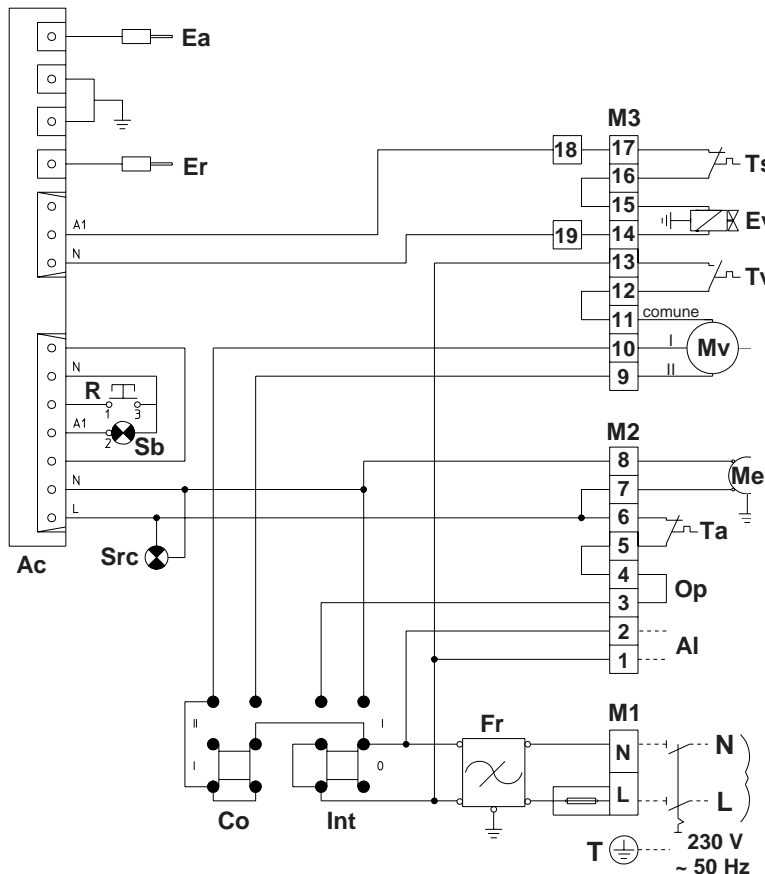 Ea
M3
18
17
Ts
Er
16
15
Ev
A1
19
14
N
13
Tv
12
11
comune
10
I
Mv
9
II
N
R
1
3
A1
2
Sb
M2
8
N
7
Me
L
6
Ta
Src
5
Ac
4
Op
3
2
Al
1
II
I
Fr
M1
N
N
I
0
L
L
Co
Int
T
230 V
~ 50 Hz